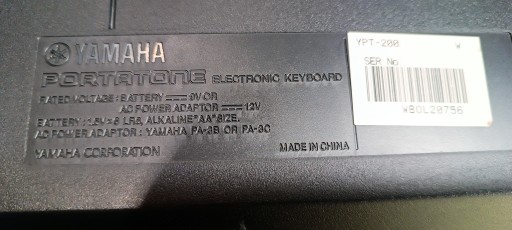 YAMAHA
PORTATONE ELECTRONIC KEYBOARD
RATED VOLTAGE : BATTERY ⎓ 9V OR
AC POWER ADAPTOR ⎓ 12V
BATTERY : 1.5V × 6 LR6, ALKALINE "AA" SIZE.
AC POWER ADAPTOR : YAMAHA PA-3B OR PA-3C
YAMAHA CORPORATION
MADE IN CHINA
YPT-200 W
SER No.
W8OLZ0756